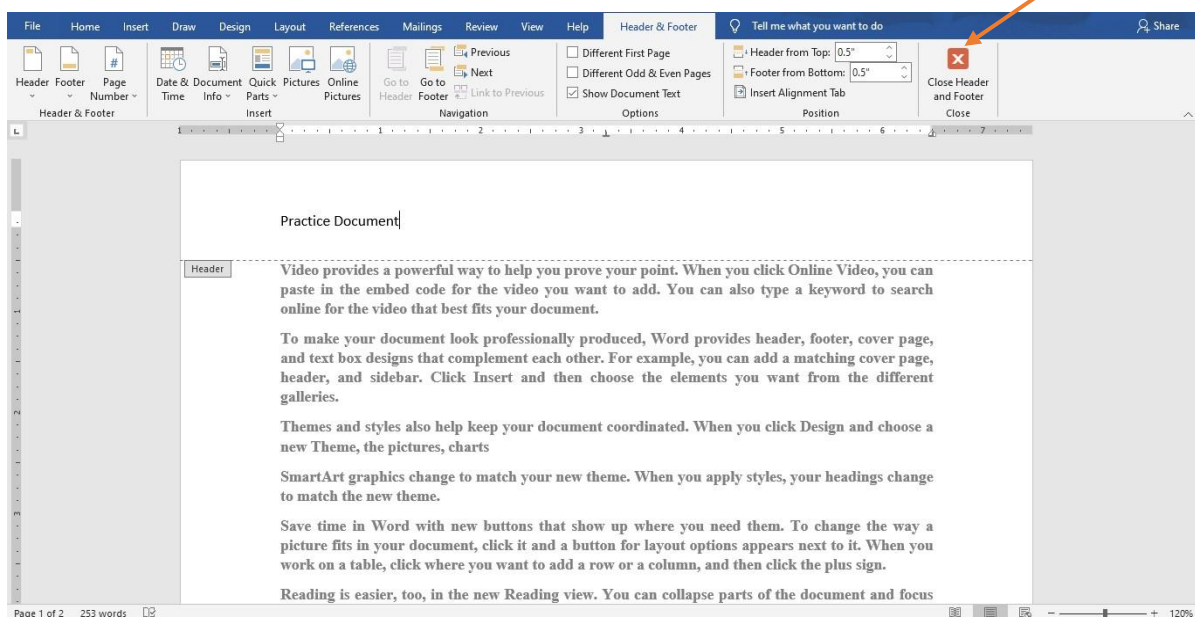 File Home Insert Draw Design Layout References Mailings Review View Help Header & Footer Tell me what you want to do Share
Header Footer Page Number
Date & Time Document Info Quick Parts Pictures Online Pictures
Go to Header Go to Footer Previous
Next
Link to Previous
Different First Page
Different Odd & Even Pages
Show Document Text
Header from Top: 0.5"
Footer from Bottom: 0.5"
Insert Alignment Tab
Close Header and Footer
Header & Footer Insert Navigation Options Position Close
1 1 2 3 4 5 6 7
Practice Document
Header
Video provides a powerful way to help you prove your point. When you click Online Video, you can
paste in the embed code for the video you want to add. You can also type a keyword to search
online for the video that best fits your document.
To make your document look professionally produced, Word provides header, footer, cover page,
and text box designs that complement each other. For example, you can add a matching cover page,
header, and sidebar. Click Insert and then choose the elements you want from the different
galleries.
Themes and styles also help keep your document coordinated. When you click Design and choose a
new Theme, the pictures, charts
SmartArt graphics change to match your new theme. When you apply styles, your headings change
to match the new theme.
Save time in Word with new buttons that show up where you need them. To change the way a
picture fits in your document, click it and a button for layout options appears next to it. When you
work on a table, click where you want to add a row or a column, and then click the plus sign.
Reading is easier, too, in the new Reading view. You can collapse parts of the document and focus
1
2
3
Page 1 of 2 253 words 120%